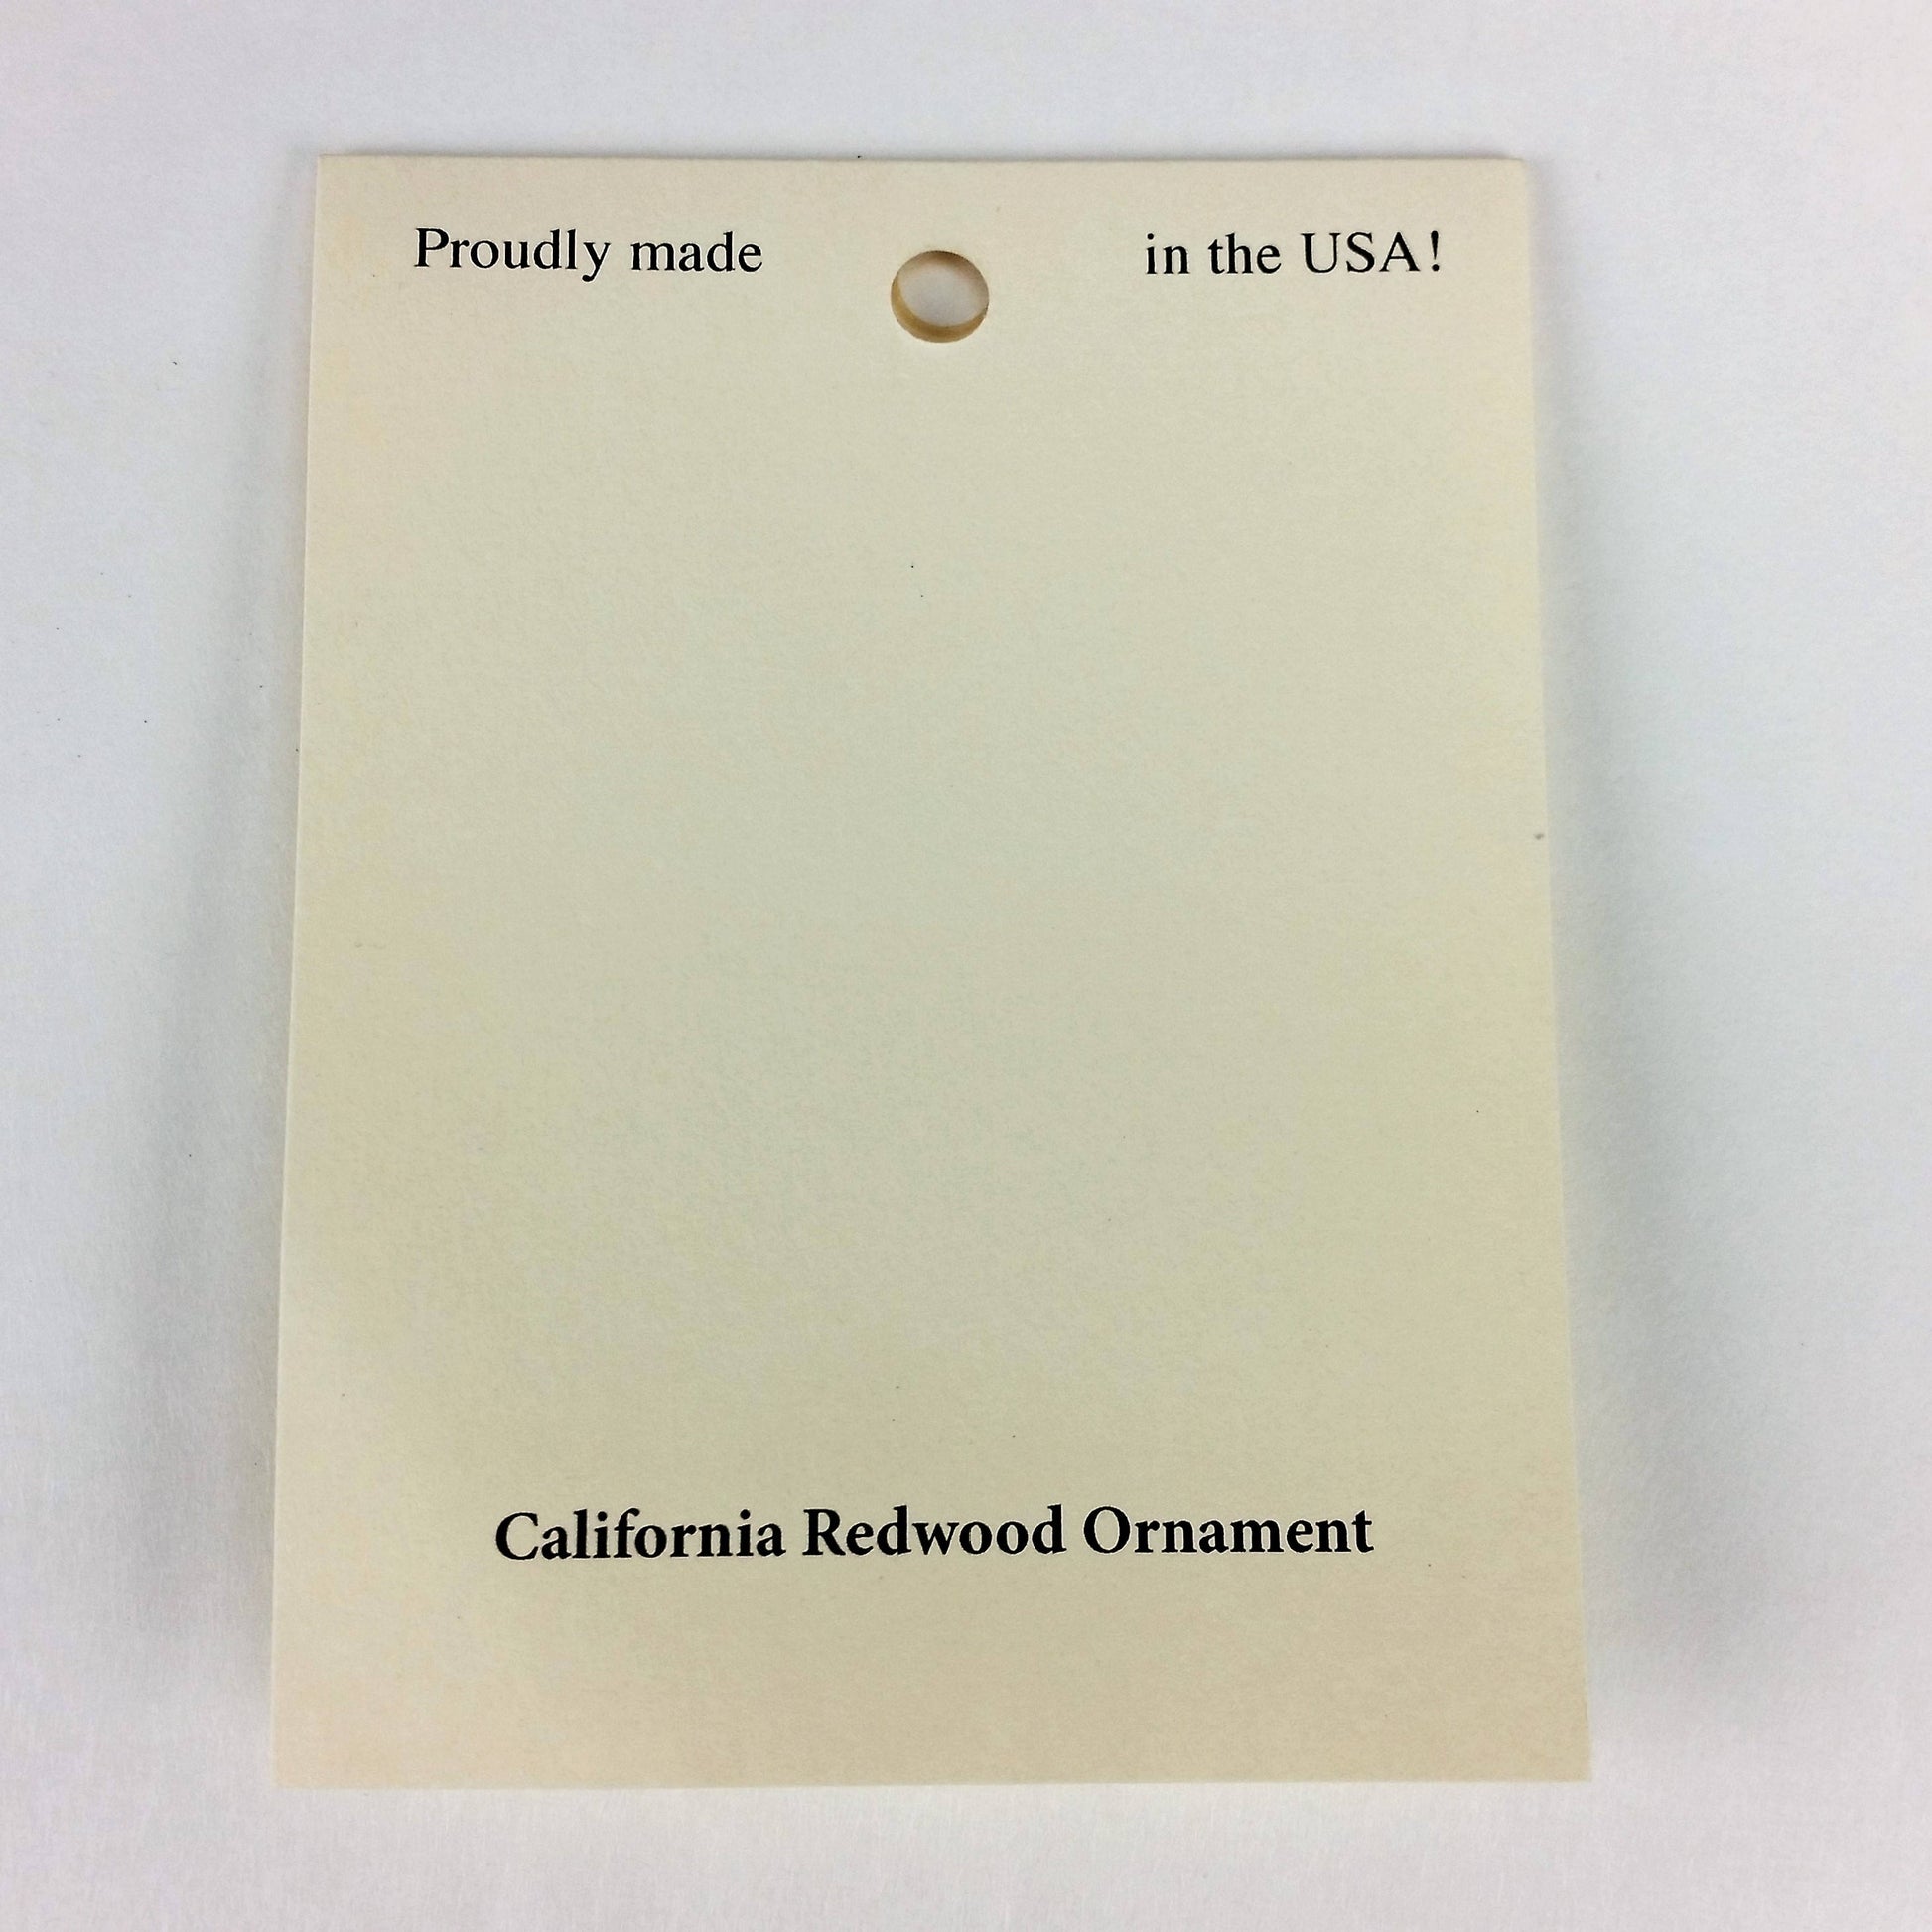 Proudly made in the USA!
California Redwood Ornament